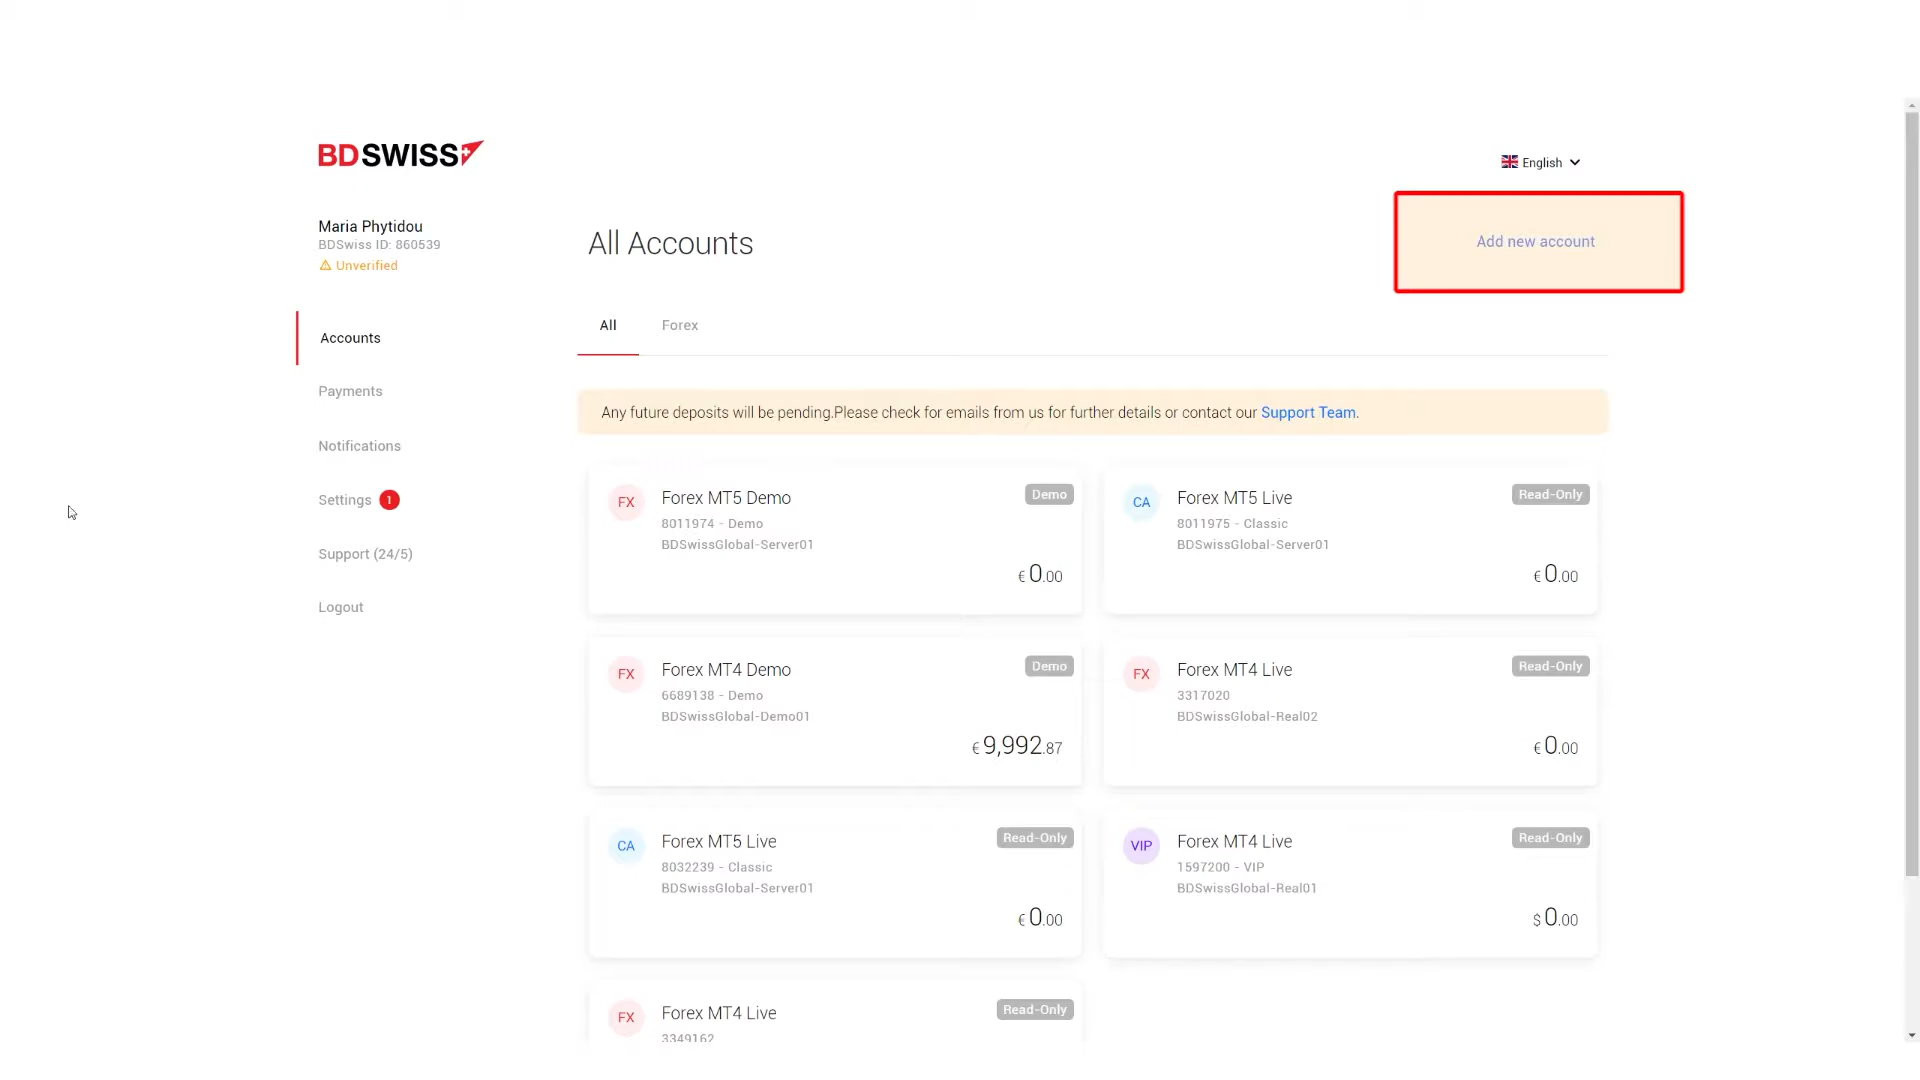 BDSWISS
English
Maria Phytidou
BDSwiss ID: 860539
Unverified
All Accounts
Add new account
All
Forex
Accounts
Payments
Notifications
Settings 1
Support (24/5)
Logout
Any future deposits will be pending.Please check for emails from us for further details or contact our Support Team.
FX
Forex MT5 Demo
Demo
8011974 - Demo
BDSwissGlobal-Server01
€ 0.00
CA
Forex MT5 Live
Read-Only
8011975 - Classic
BDSwissGlobal-Server01
€ 0.00
FX
Forex MT4 Demo
Demo
6689138 - Demo
BDSwissGlobal-Demo01
€ 9,992.87
FX
Forex MT4 Live
Read-Only
3317020
BDSwissGlobal-Real02
€ 0.00
CA
Forex MT5 Live
Read-Only
8032239 - Classic
BDSwissGlobal-Server01
€ 0.00
VIP
Forex MT4 Live
Read-Only
1597200 - VIP
BDSwissGlobal-Real01
$ 0.00
FX
Forex MT4 Live
Read-Only
3349162